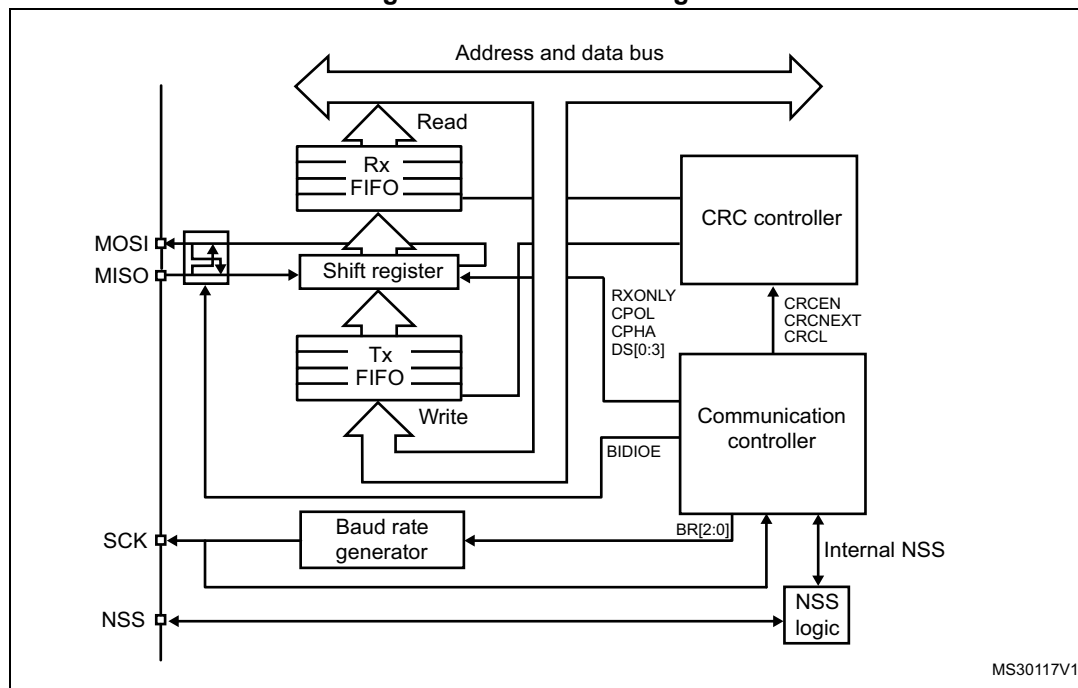 Address and data bus
Read
Rx
FIFO
CRC controller
MOSI
MISO
Shift register
RXONLY
CPOL
CPHA
DS[0:3]
CRCEN
CRCNEXT
CRCL
Tx
FIFO
Write
Communication
controller
BIDIOE
BR[2:0]
SCK
Baud rate
generator
Internal NSS
NSS
NSS
logic
MS30117V1